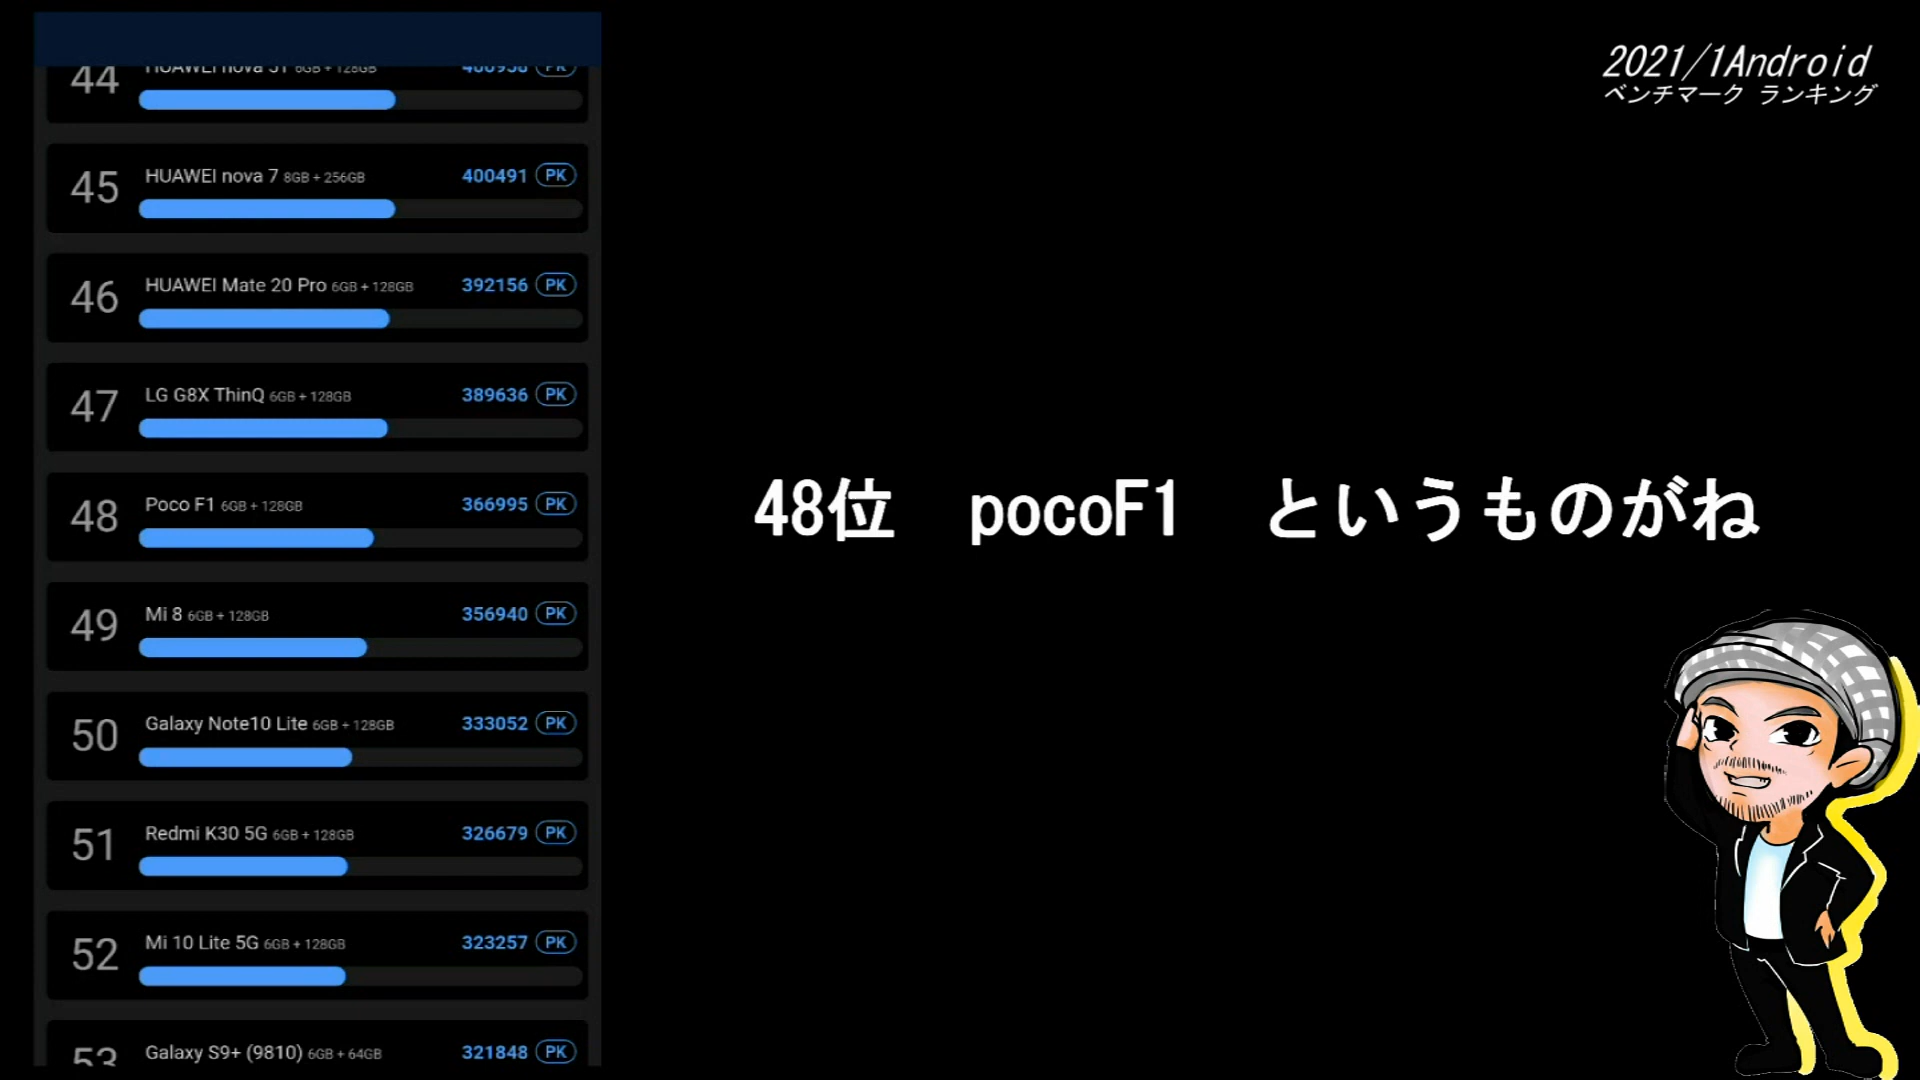 44
45 HUAWEI nova 7 8GB + 256GB 400491 PK
46 HUAWEI Mate 20 Pro 6GB + 128GB 392156 PK
47 LG G8X ThinQ 6GB + 128GB 389636 PK
48 Poco F1 6GB + 128GB 366995 PK
49 Mi 8 6GB + 128GB 356940 PK
50 Galaxy Note10 Lite 6GB + 128GB 333052 PK
51 Redmi K30 5G 6GB + 128GB 326679 PK
52 Mi 10 Lite 5G 6GB + 128GB 323257 PK
53 Galaxy S9+ (9810) 6GB + 64GB 321848 PK
2021/1Android
ベンチマーク ランキング
48位 pocoF1 というものがね